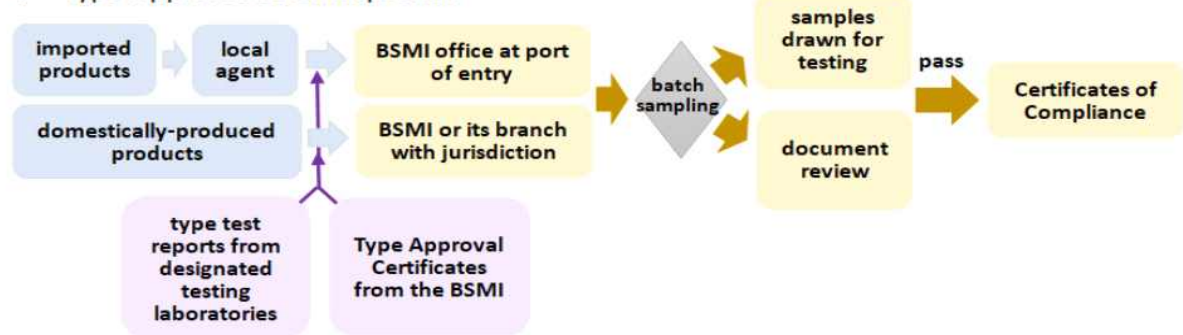 imported
products
local
agent
BSMI office at port
of entry
domestically-produced
products
BSMI or its branch
with jurisdiction
batch
sampling
samples
drawn for
testing
document
review
pass
Certificates of
Compliance
type test
reports from
designated
testing
laboratories
Type Approval
Certificates
from the BSMI